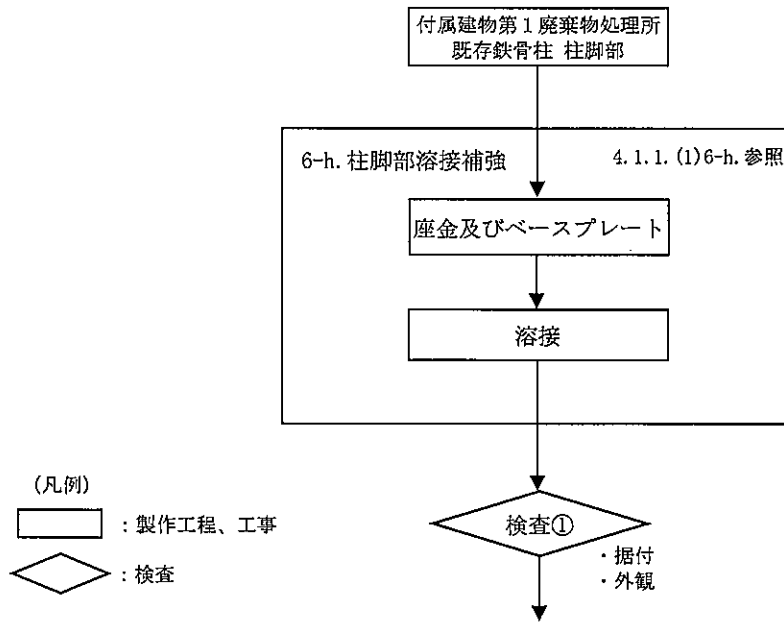 付属建物第１廃棄物処理所
既存鉄骨柱 柱脚部
6-h. 柱脚部溶接補強
4.1.1.(1)6-h. 参照
座金及びベースプレート
溶接
検査①
・据付
・外観
(凡例)
：製作工程、工事
：検査